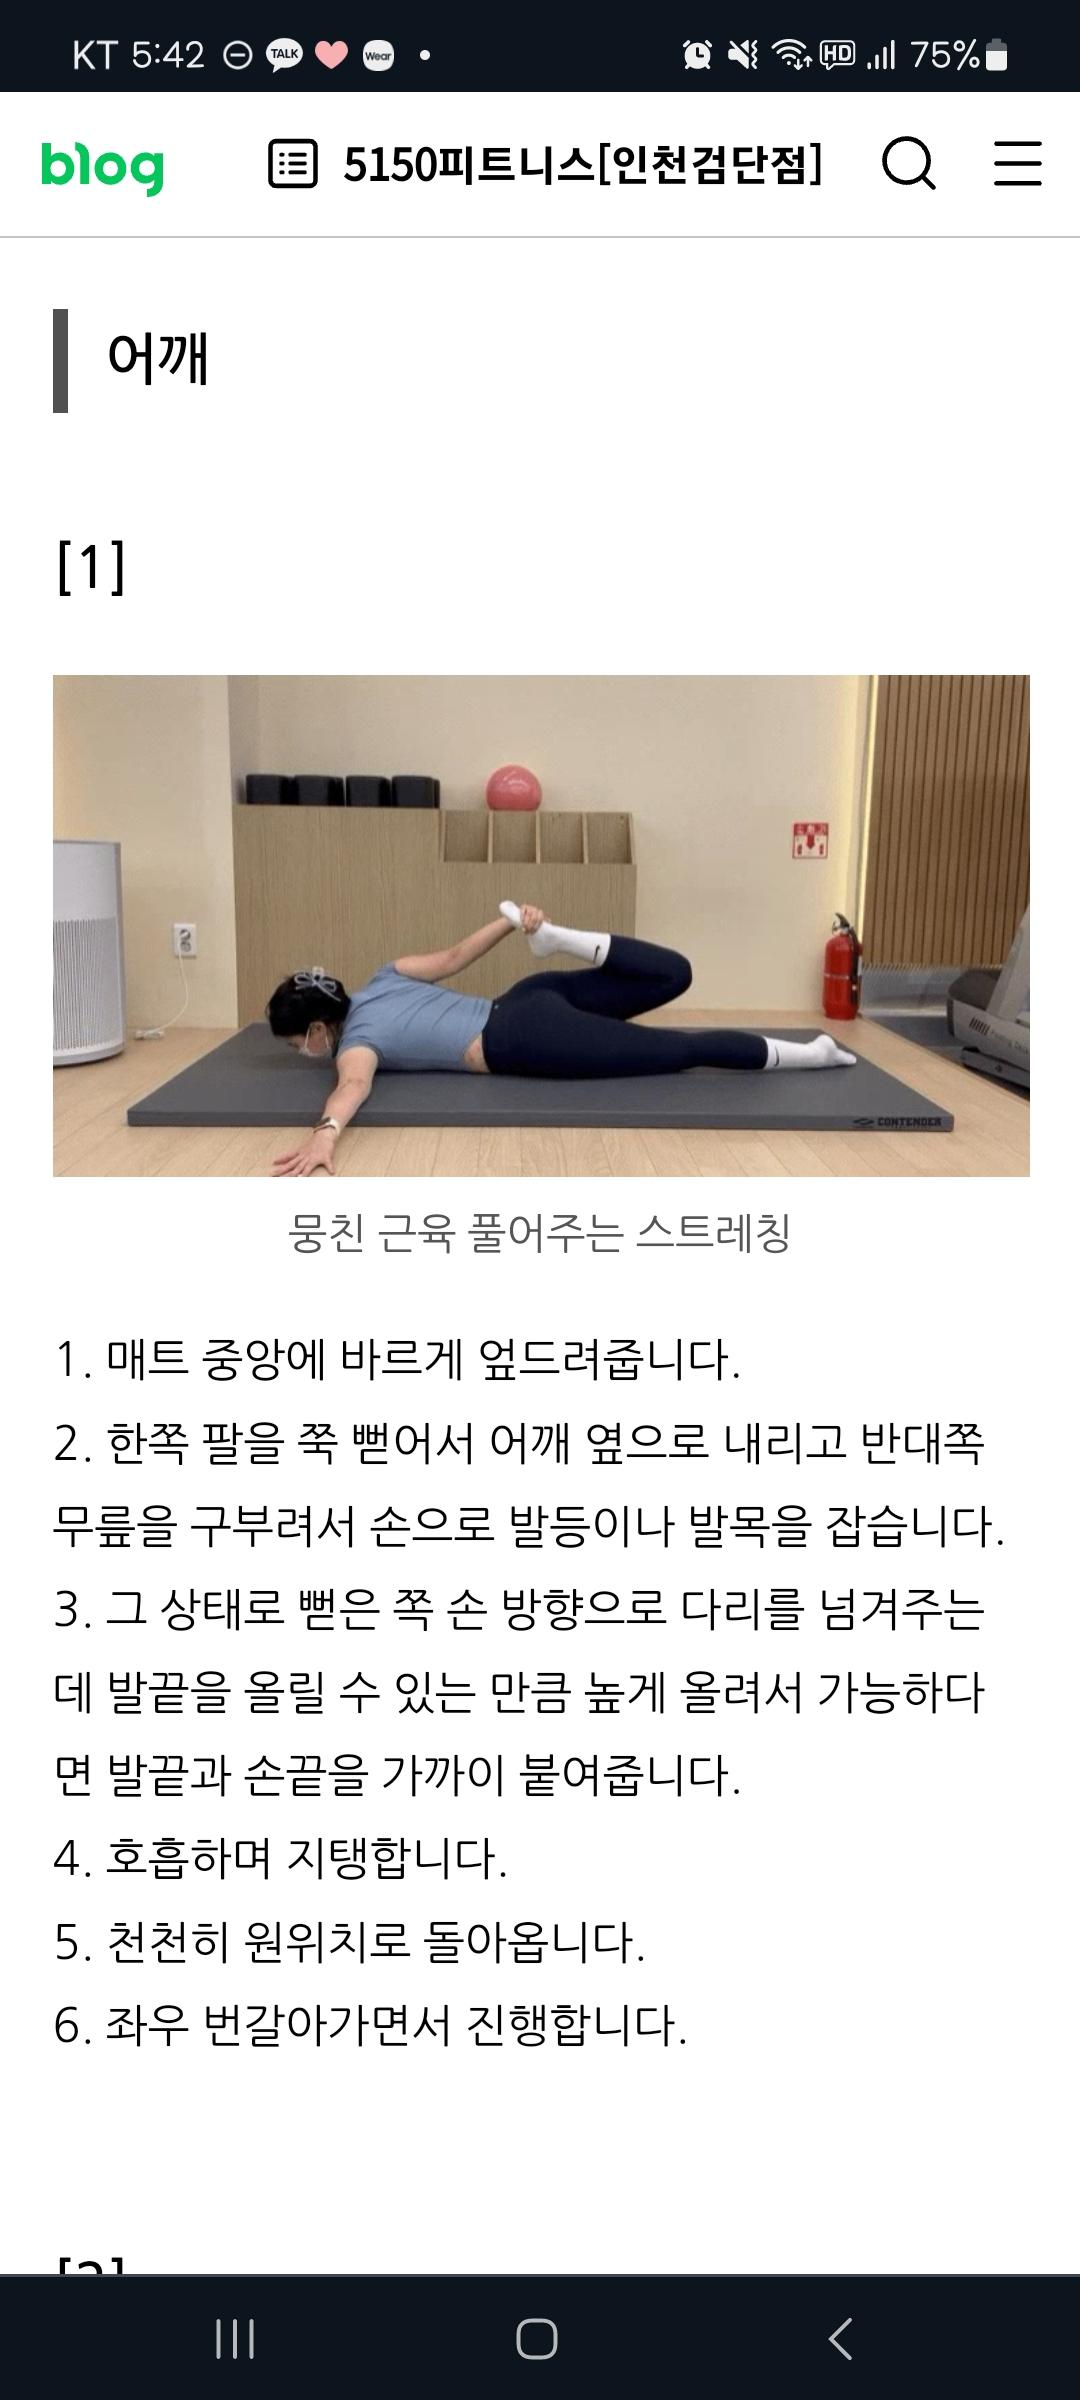 KT 5:42 TALK Wear HD 75%
blog 5150피트니스[인천검단점]
어깨
[1]
CONTENDER
뭉친 근육 풀어주는 스트레칭
1. 매트 중앙에 바르게 엎드려줍니다.
2. 한쪽 팔을 쭉 뻗어서 어깨 옆으로 내리고 반대쪽
무릎을 구부려서 손으로 발등이나 발목을 잡습니다.
3. 그 상태로 뻗은 쪽 손 방향으로 다리를 넘겨주는
데 발끝을 올릴 수 있는 만큼 높게 올려서 가능하다
면 발끝과 손끝을 가까이 붙여줍니다.
4. 호흡하며 지탱합니다.
5. 천천히 원위치로 돌아옵니다.
6. 좌우 번갈아가면서 진행합니다.